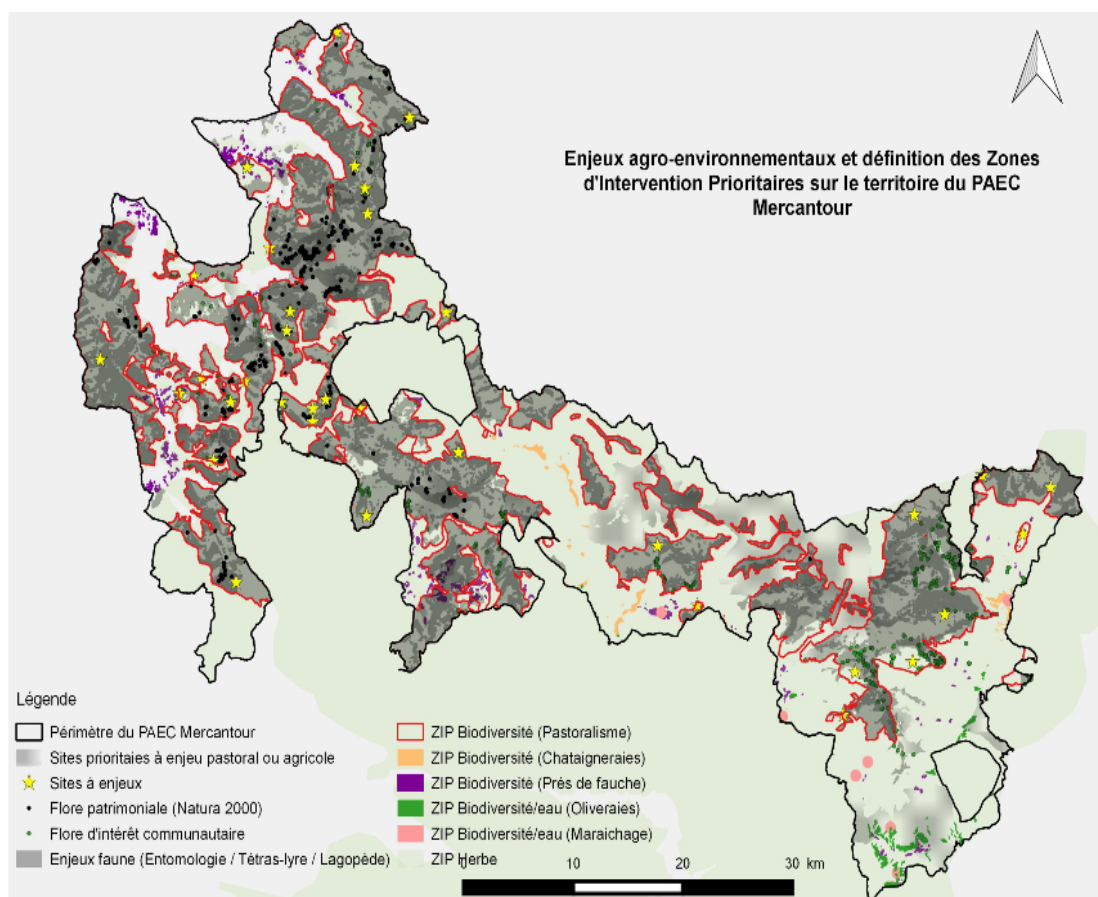 Enjeux agro-environnementaux et définition des Zones
d'Intervention Prioritaires sur le territoire du PAEC
Mercantour
Légende
Périmètre du PAEC Mercantour
Sites prioritaires à enjeu pastoral ou agricole
Sites à enjeux
Flore patrimoniale (Natura 2000)
Flore d'intérêt communautaire
Enjeux faune (Entomologie / Tétras-lyre / Lagopède)
ZIP Biodiversité (Pastoralisme)
ZIP Biodiversité (Chataigneraies)
ZIP Biodiversité (Prés de fauche)
ZIP Biodiversité/eau (Oliveraies)
ZIP Biodiversité/eau (Maraichage)
ZIP Herbe
0 10 20 30 km